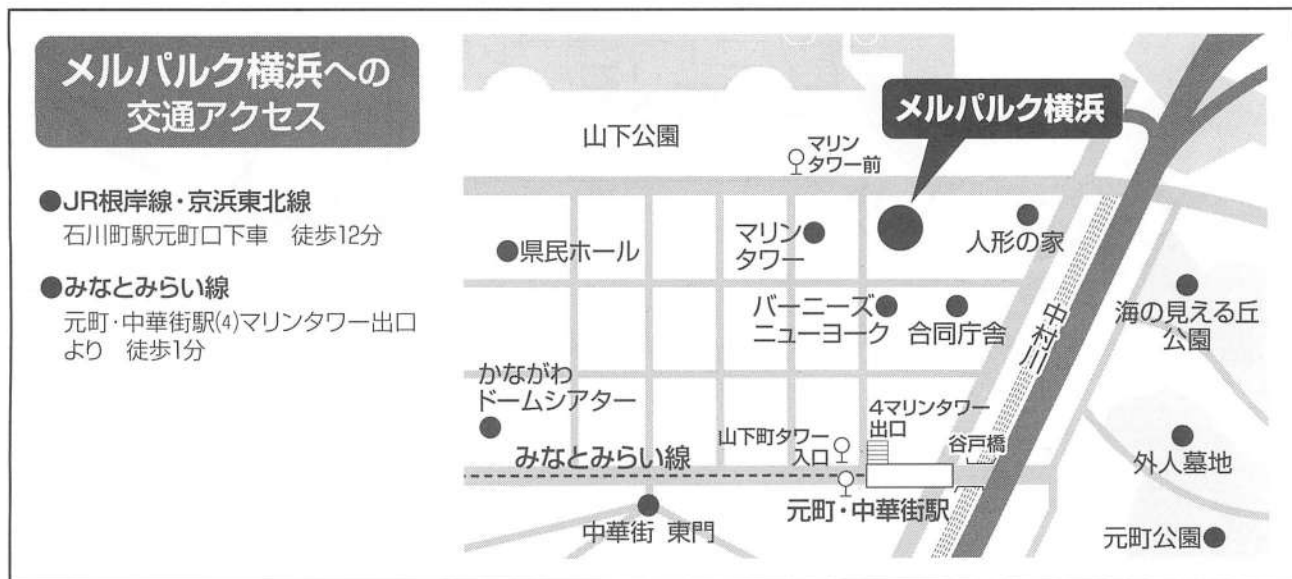 メルパルク横浜への
交通アクセス
●JR根岸線・京浜東北線
石川町駅元町口下車　徒歩12分
●みなとみらい線
元町・中華街駅(4)マリンタワー出口
より　徒歩1分
メルパルク横浜
山下公園
マリン
タワー前
県民ホール
マリン
タワー
人形の家
バーニーズ
ニューヨーク
合同庁舎
中村川
海の見える丘
公園
かながわ
ドームシアター
4マリンタワー
出口
山下町タワー
入口
谷戸橋
みなとみらい線
外人墓地
元町・中華街駅
中華街 東門
元町公園